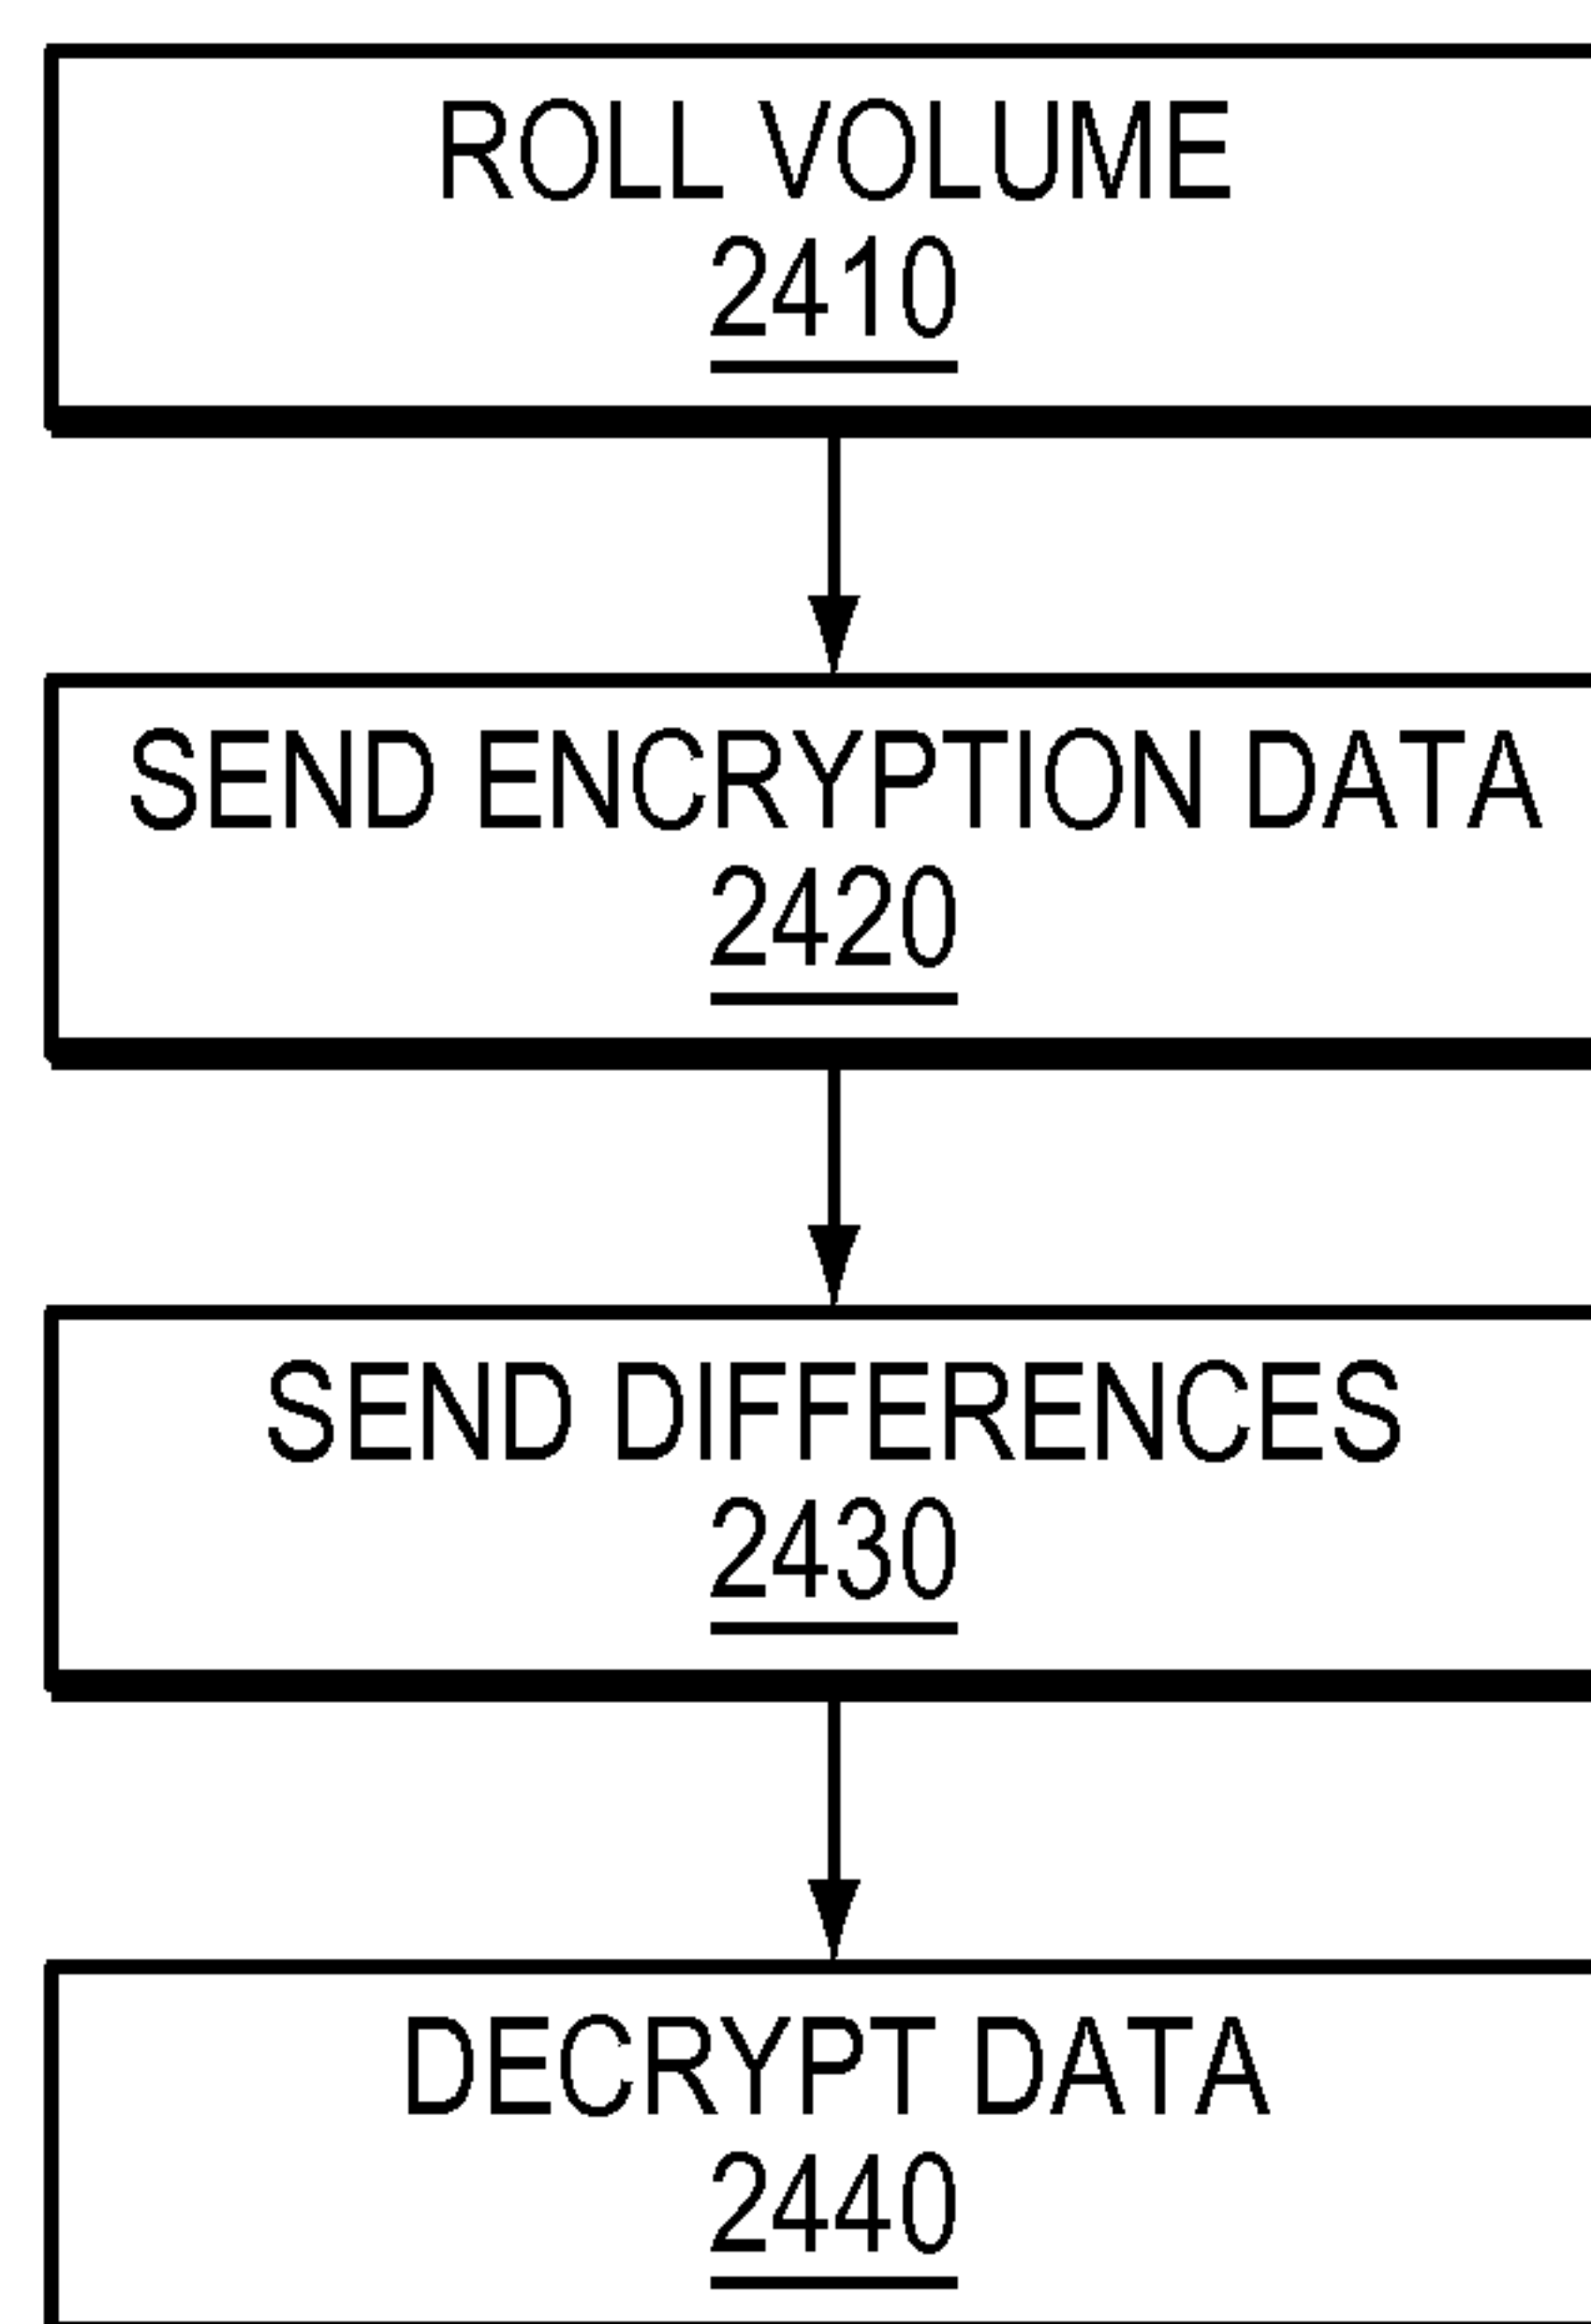 ROLL VOLUME
2410
SEND ENCRYPTION DATA
2420
SEND DIFFERENCES
2430
DECRYPT DATA
2440